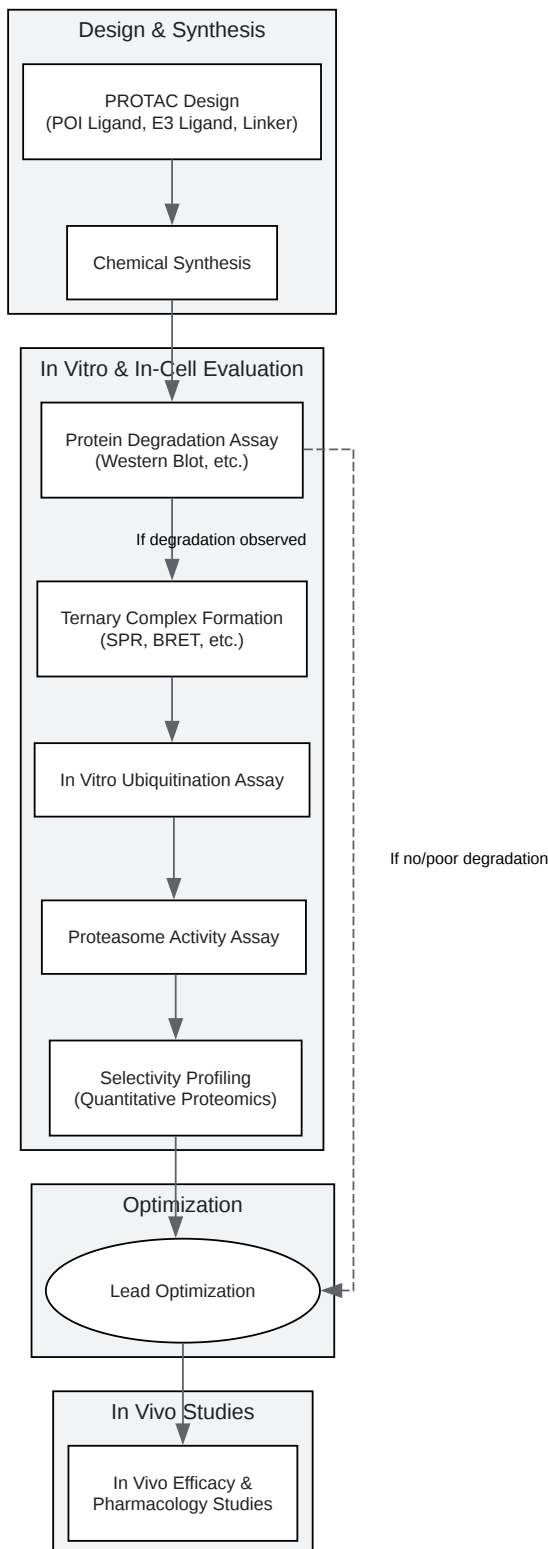 Design & Synthesis
PROTAC Design
(POI Ligand, E3 Ligand, Linker)
Chemical Synthesis
In Vitro & In-Cell Evaluation
Protein Degradation Assay
(Western Blot, etc.)
If degradation observed
Ternary Complex Formation
(SPR, BRET, etc.)
In Vitro Ubiquitination Assay
If no/poor degradation
Proteasome Activity Assay
Selectivity Profiling
(Quantitative Proteomics)
Optimization
Lead Optimization
In Vivo Studies
In Vivo Efficacy &
Pharmacology Studies